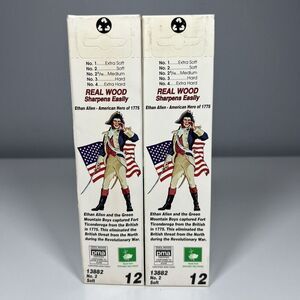 No. 1......Extra Soft
No. 2............Soft
No. 2⁵/₁₀...Medium
No. 3............Hard
No. 4.....Extra Hard
REAL WOOD
Sharpens Easily
Ethan Allen - American Hero of 1775
Ethan Allen and the Green
Mountain Boys captured Fort
Ticonderoga from the British
in 1775. This eliminated the
British threat from the North
during the Revolutionary War.
pma
13882
No. 2
Soft
12
No. 1......Extra Soft
No. 2............Soft
No. 2⁵/₁₀...Medium
No. 3............Hard
No. 4.....Extra Hard
REAL WOOD
Sharpens Easily
Ethan Allen - American Hero of 1775
Ethan Allen and the Green
Mountain Boys captured Fort
Ticonderoga from the British
in 1775. This eliminated the
British threat from the North
during the Revolutionary War.
pma
13882
No. 2
Soft
12